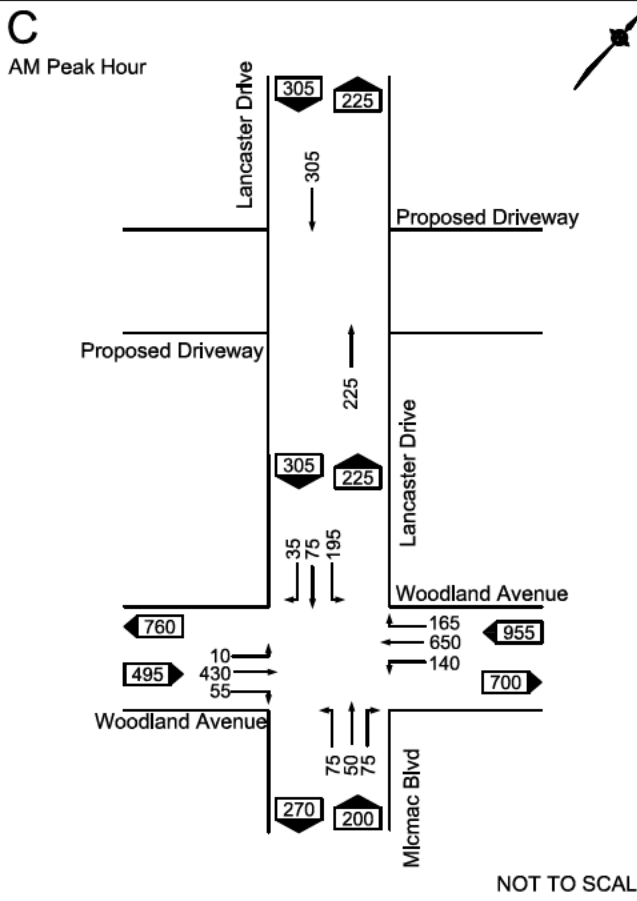 C
AM Peak Hour
Lancaster Drive
305
225
305
Proposed Driveway
Proposed Driveway
225
Lancaster Drive
305
225
35
75
195
Woodland Avenue
760
165
955
650
10
495
430
140
55
700
Woodland Avenue
75
50
75
270
200
Micmac Blvd
NOT TO SCAL